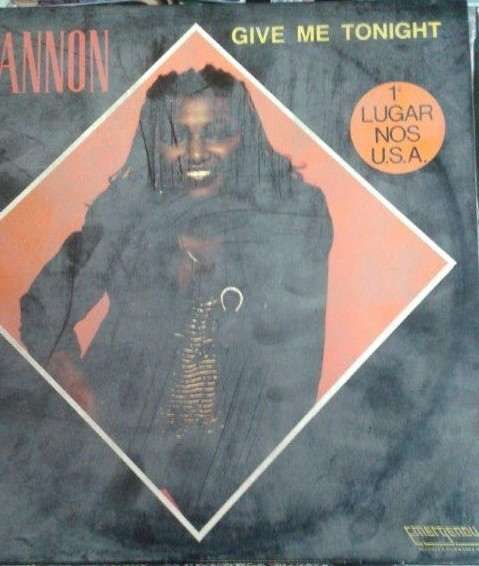 ANNON
GIVE ME TONIGHT
1º
LUGAR
NOS
U.S.A.